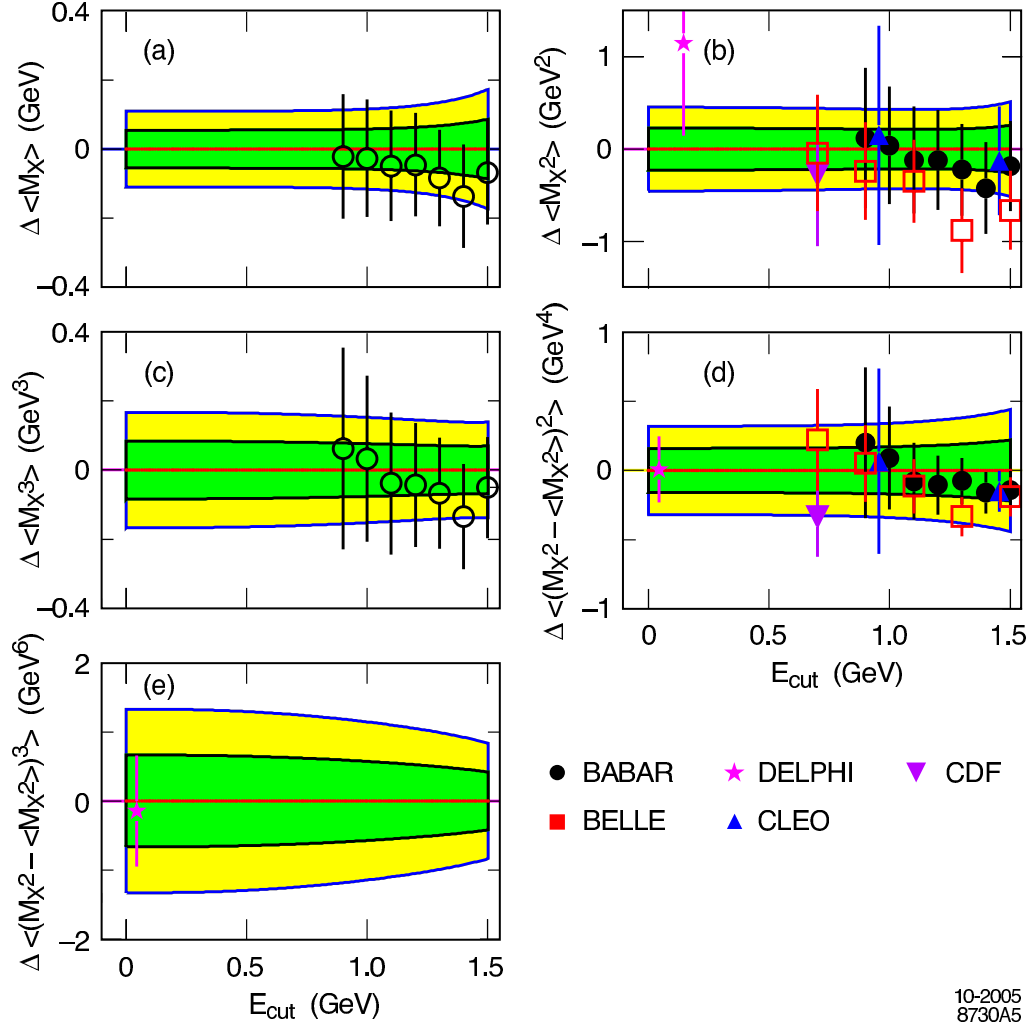 (a)
0.4
0
–0.4
Δ <Mx> (GeV)
(b)
1
0
–1
Δ <Mx²> (GeV²)
(c)
0.4
0
–0.4
Δ <Mx³> (GeV³)
(d)
1
0
–1
Δ <(Mx² – <Mx²>)²> (GeV⁴)
0 0.5 1.0 1.5
Ecut (GeV)
(e)
2
0
–2
Δ <(Mx² – <Mx²>)³> (GeV⁶)
0 0.5 1.0 1.5
Ecut (GeV)
BABAR DELPHI CDF
BELLE CLEO
10-2005
8730A5